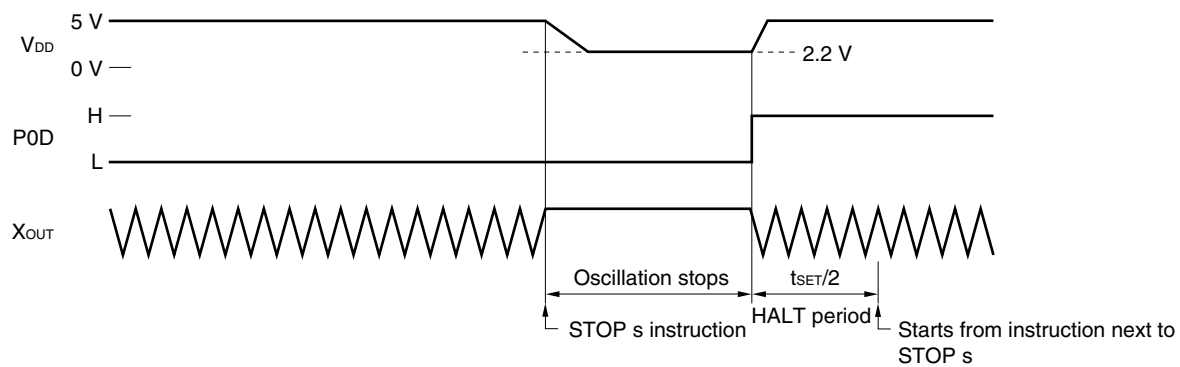 5 V
VDD
2.2 V
0 V
H
P0D
L
XOUT
Oscillation stops
tSET/2
STOP s instruction
HALT period
Starts from instruction next to
STOP s